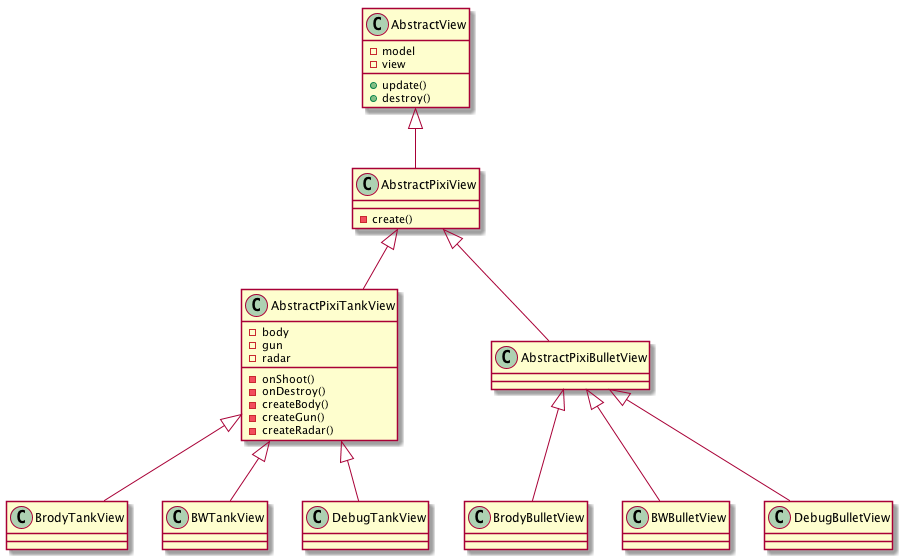 C AbstractView
model
view
update()
destroy()
C AbstractPixiView
create()
C AbstractPixiTankView
body
gun
radar
onShoot()
onDestroy()
createBody()
createGun()
createRadar()
C AbstractPixiBulletView
C BrodyTankView
C BWTankView
C DebugTankView
C BrodyBulletView
C BWBulletView
C DebugBulletView